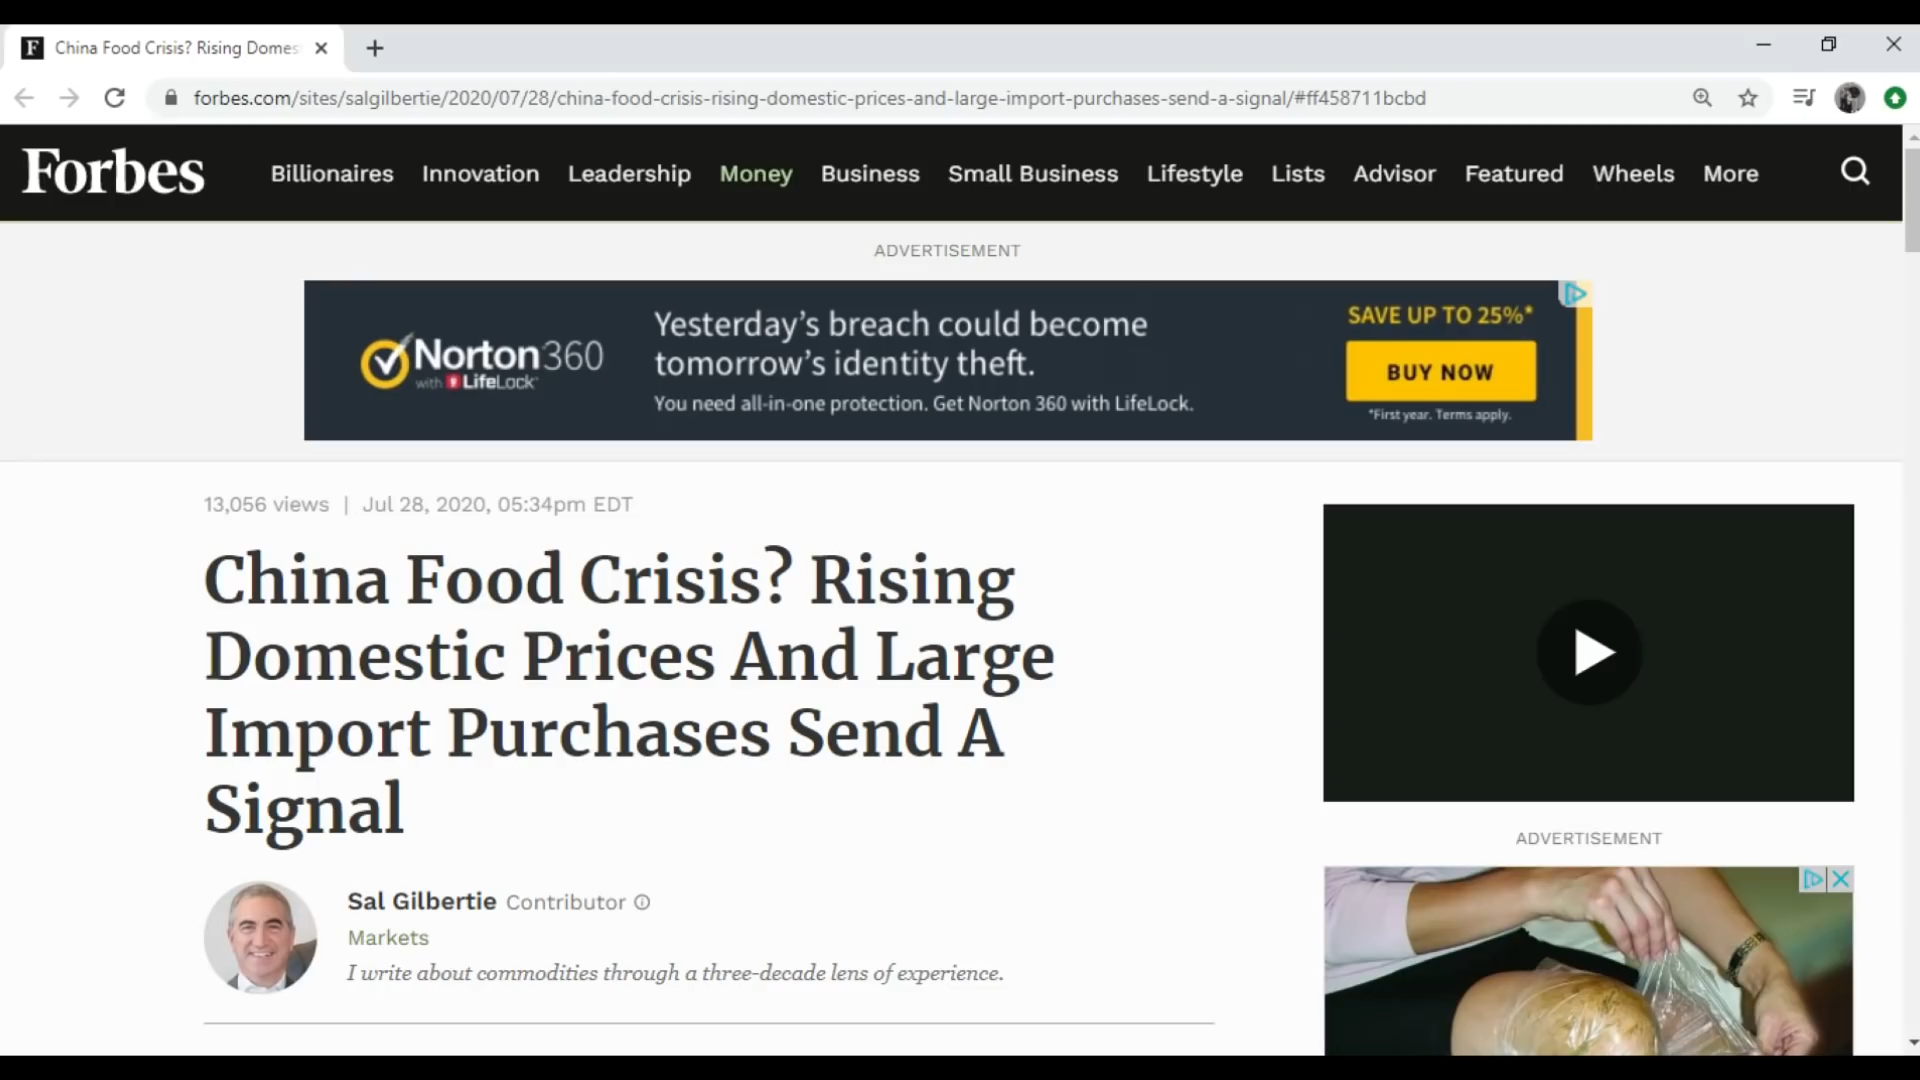 China Food Crisis? Rising Domes
forbes.com/sites/salgilbertie/2020/07/28/china-food-crisis-rising-domestic-prices-and-large-import-purchases-send-a-signal/#ff458711bcbd
Forbes Billionaires Innovation Leadership Money Business Small Business Lifestyle Lists Advisor Featured Wheels More
ADVERTISEMENT
Norton360
with LifeLock
Yesterday's breach could become
tomorrow's identity theft.
You need all-in-one protection. Get Norton 360 with LifeLock.
SAVE UP TO 25%*
BUY NOW
*First year. Terms apply.
13,056 views | Jul 28, 2020, 05:34pm EDT
China Food Crisis? Rising
Domestic Prices And Large
Import Purchases Send A
Signal
Sal Gilbertie Contributor
Markets
I write about commodities through a three-decade lens of experience.
ADVERTISEMENT